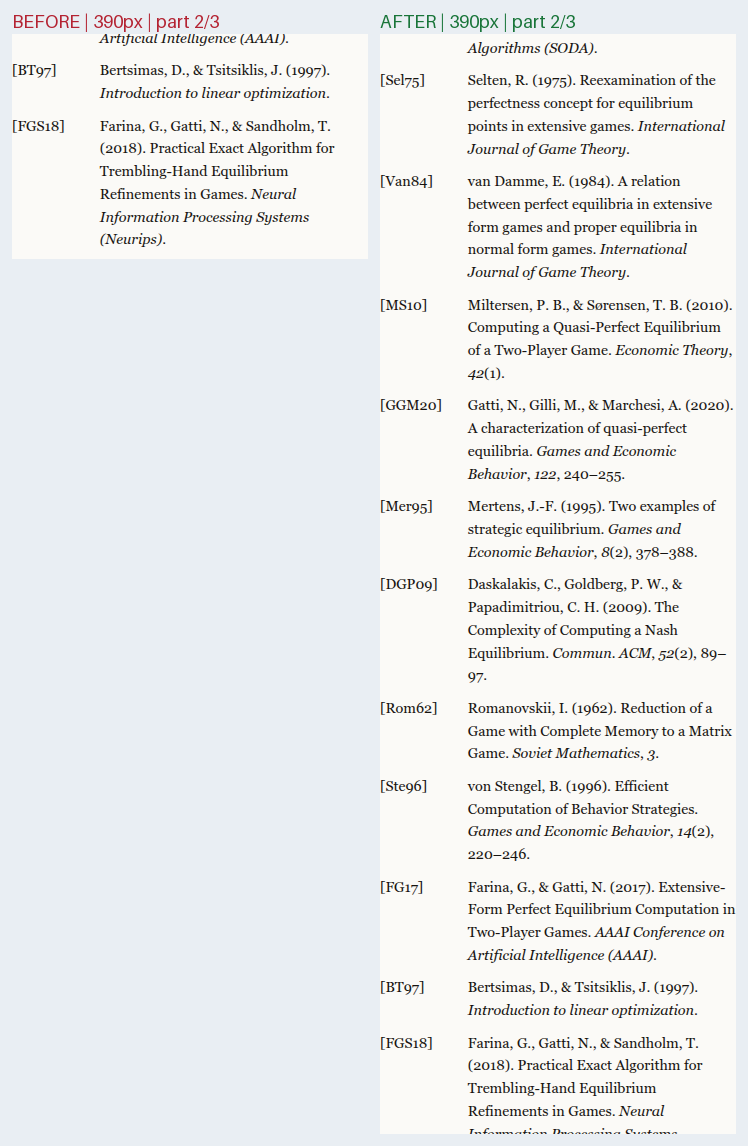 BEFORE | 390px | part 2/3
Artificial Intelligence (AAAI).
[BT97] Bertsimas, D., & Tsitsiklis, J. (1997).
Introduction to linear optimization.
[FGS18] Farina, G., Gatti, N., & Sandholm, T.
(2018). Practical Exact Algorithm for
Trembling-Hand Equilibrium
Refinements in Games. Neural
Information Processing Systems
(Neurips).
AFTER | 390px | part 2/3
Algorithms (SODA).
[Sel75] Selten, R. (1975). Reexamination of the
perfectness concept for equilibrium
points in extensive games. International
Journal of Game Theory.
[Van84] van Damme, E. (1984). A relation
between perfect equilibria in extensive
form games and proper equilibria in
normal form games. International
Journal of Game Theory.
[MS10] Miltersen, P. B., & Sørensen, T. B. (2010).
Computing a Quasi-Perfect Equilibrium
of a Two-Player Game. Economic Theory,
42(1).
[GGM20] Gatti, N., Gilli, M., & Marchesi, A. (2020).
A characterization of quasi-perfect
equilibria. Games and Economic
Behavior, 122, 240–255.
[Mer95] Mertens, J.-F. (1995). Two examples of
strategic equilibrium. Games and
Economic Behavior, 8(2), 378–388.
[DGP09] Daskalakis, C., Goldberg, P. W., &
Papadimitriou, C. H. (2009). The
Complexity of Computing a Nash
Equilibrium. Commun. ACM, 52(2), 89–
97.
[Rom62] Romanovskii, I. (1962). Reduction of a
Game with Complete Memory to a Matrix
Game. Soviet Mathematics, 3.
[Ste96] von Stengel, B. (1996). Efficient
Computation of Behavior Strategies.
Games and Economic Behavior, 14(2),
220–246.
[FG17] Farina, G., & Gatti, N. (2017). Extensive-
Form Perfect Equilibrium Computation in
Two-Player Games. AAAI Conference on
Artificial Intelligence (AAAI).
[BT97] Bertsimas, D., & Tsitsiklis, J. (1997).
Introduction to linear optimization.
[FGS18] Farina, G., Gatti, N., & Sandholm, T.
(2018). Practical Exact Algorithm for
Trembling-Hand Equilibrium
Refinements in Games. Neural
Information Processing Systems